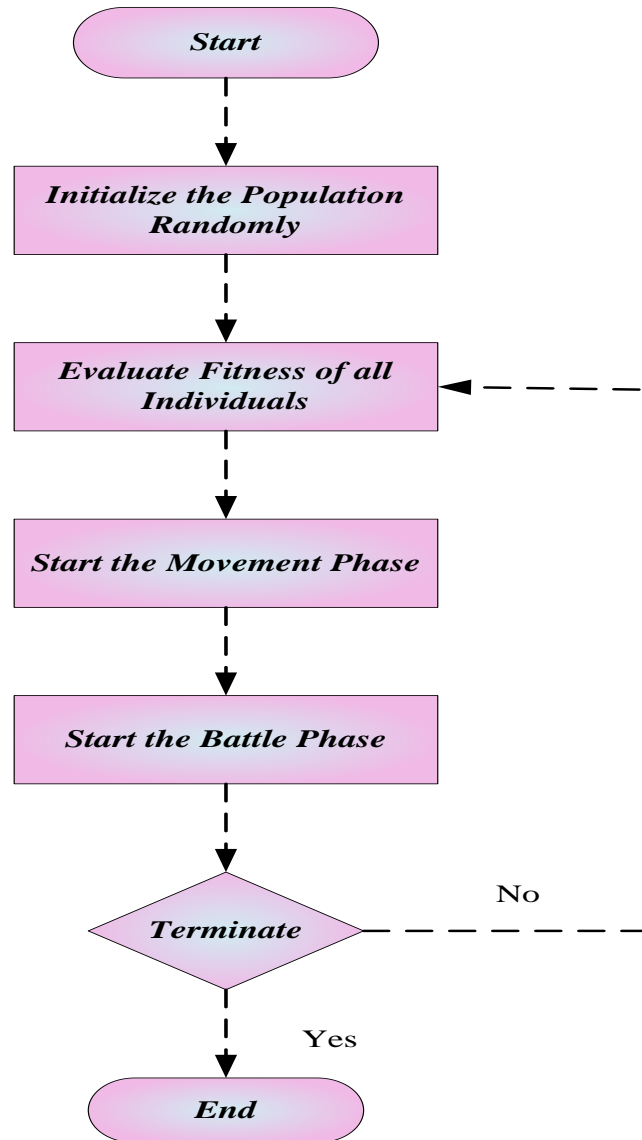 Start
Initialize the Population
Randomly
Evaluate Fitness of all
Individuals
Start the Movement Phase
Start the Battle Phase
Terminate
No
Yes
End